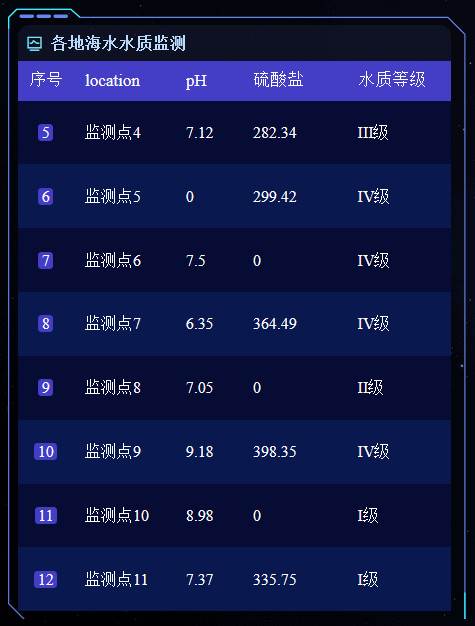 各地海水水质监测
序号 location pH 硫酸盐 水质等级
5 监测点4 7.12 282.34 III级
6 监测点5 0 299.42 IV级
7 监测点6 7.5 0 IV级
8 监测点7 6.35 364.49 IV级
9 监测点8 7.05 0 II级
10 监测点9 9.18 398.35 IV级
11 监测点10 8.98 0 I级
12 监测点11 7.37 335.75 I级